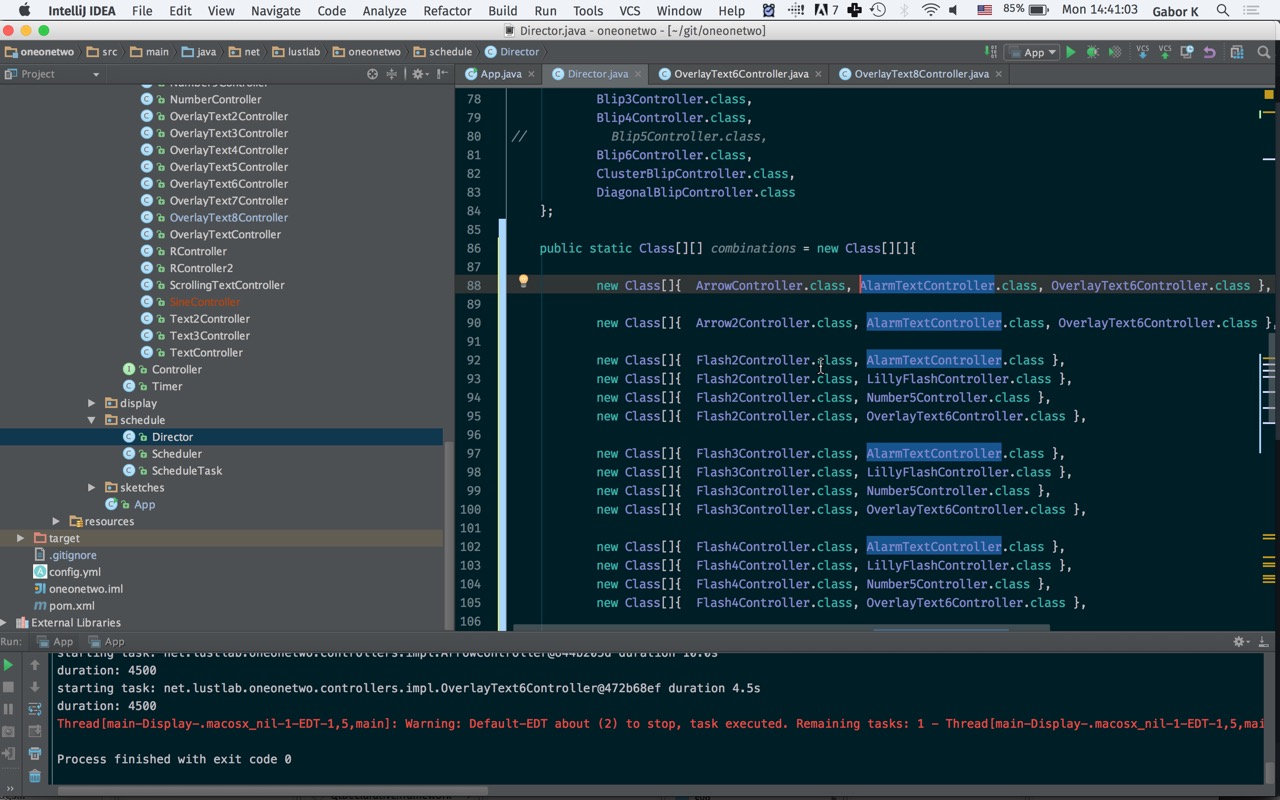 IntelliJ IDEA File Edit View Navigate Code Analyze Refactor Build Run Tools VCS Window Help 7 85% Mon 14:41:03 Gabor K
Director.java - oneonetwo - [~/git/oneonetwo]
oneonetwo src main java net lustlab oneonetwo schedule Director App
Project App.java Director.java OverlayText6Controller.java OverlayText8Controller.java
NumberController
OverlayText2Controller
OverlayText3Controller
OverlayText4Controller
OverlayText5Controller
OverlayText6Controller
OverlayText7Controller
OverlayText8Controller
OverlayTextController
RController
RController2
ScrollingTextController
SineController
Text2Controller
Text3Controller
TextController
Controller
Timer
display
schedule
Director
Scheduler
ScheduleTask
sketches
App
resources
target
.gitignore
config.yml
oneonetwo.iml
pom.xml
External Libraries
78 Blip3Controller.class,
79 Blip4Controller.class,
80 // Blip5Controller.class,
81 Blip6Controller.class,
82 ClusterBlipController.class,
83 DiagonalBlipController.class
84 };
85
86 public static Class[][] combinations = new Class[][]{
87
88 new Class[]{ ArrowController.class, AlarmTextController.class, OverlayText6Controller.class },
89
90 new Class[]{ Arrow2Controller.class, AlarmTextController.class, OverlayText6Controller.class },
91
92 new Class[]{ Flash2Controller.class, AlarmTextController.class },
93 new Class[]{ Flash2Controller.class, LillyFlashController.class },
94 new Class[]{ Flash2Controller.class, Number5Controller.class },
95 new Class[]{ Flash2Controller.class, OverlayText6Controller.class },
96
97 new Class[]{ Flash3Controller.class, AlarmTextController.class },
98 new Class[]{ Flash3Controller.class, LillyFlashController.class },
99 new Class[]{ Flash3Controller.class, Number5Controller.class },
100 new Class[]{ Flash3Controller.class, OverlayText6Controller.class },
101
102 new Class[]{ Flash4Controller.class, AlarmTextController.class },
103 new Class[]{ Flash4Controller.class, LillyFlashController.class },
104 new Class[]{ Flash4Controller.class, Number5Controller.class },
105 new Class[]{ Flash4Controller.class, OverlayText6Controller.class },
106
Run: App App
starting task: net.lustlab.oneonetwo.controllers.impl.ArrowController@644b205d duration 10.0s
duration: 4500
starting task: net.lustlab.oneonetwo.controllers.impl.OverlayText6Controller@472b68ef duration 4.5s
duration: 4500
Thread[main-Display-.macosx_nil-1-EDT-1,5,main]: Warning: Default-EDT about (2) to stop, task executed. Remaining tasks: 1 - Thread[main-Display-.macosx_nil-1-EDT-1,5,mai
Process finished with exit code 0